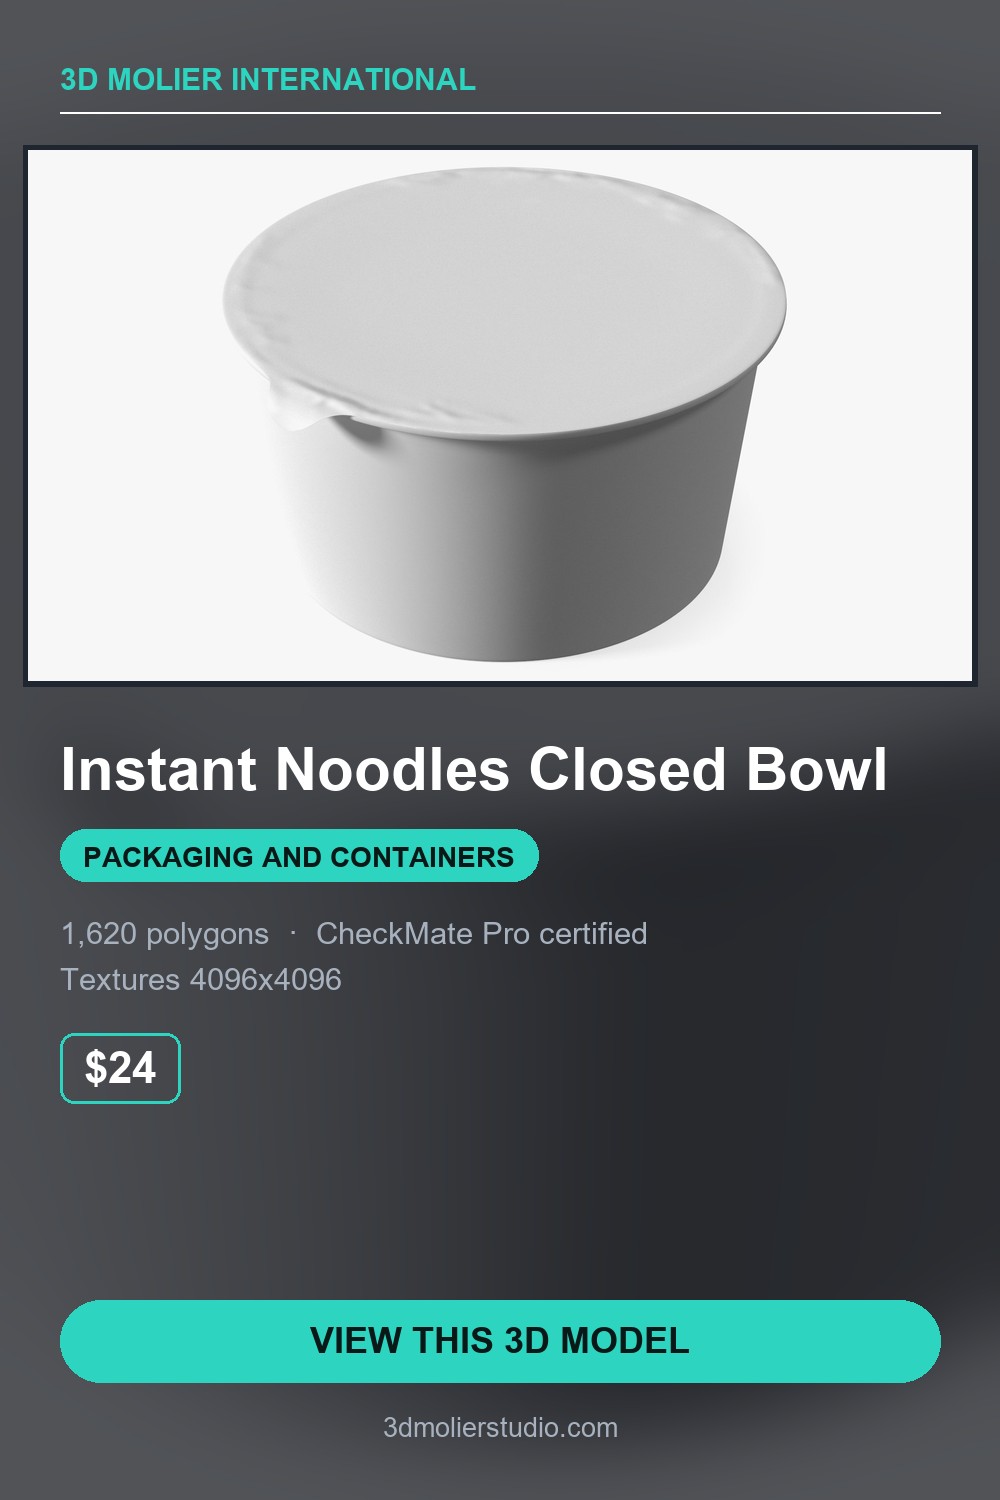 3D MOLIER INTERNATIONAL
Instant Noodles Closed Bowl
PACKAGING AND CONTAINERS
1,620 polygons · CheckMate Pro certified
Textures 4096x4096
$24
VIEW THIS 3D MODEL
3dmolierstudio.com